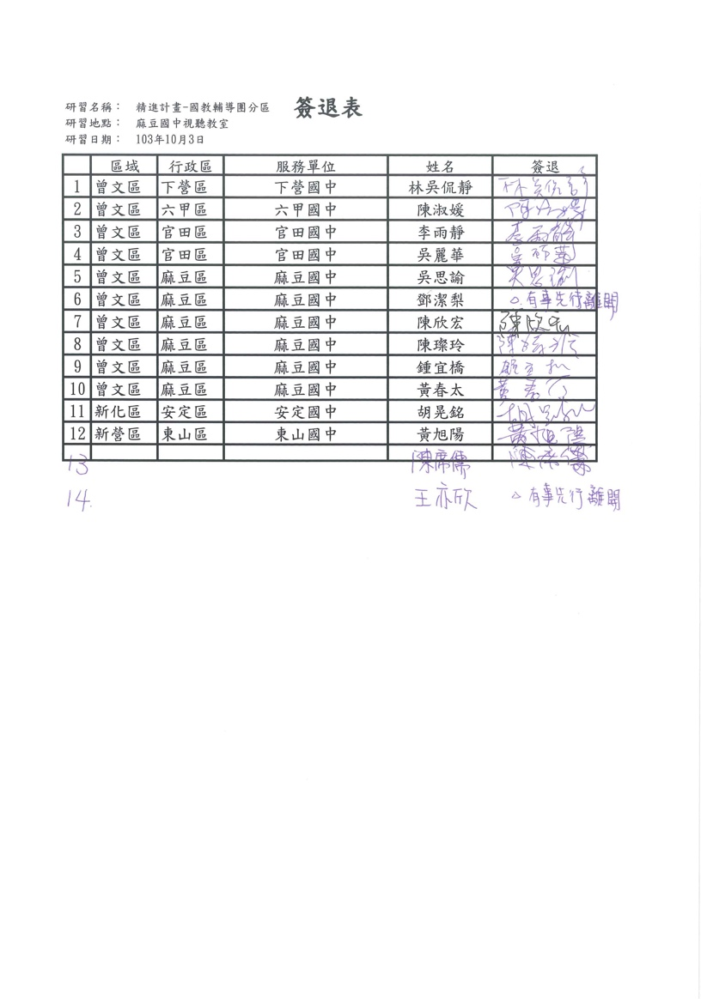 簽退表
研習名稱： 精進計畫-國教輔導團分區
研習地點： 麻豆國中視聽教室
研習日期： 103年10月3日
區域 行政區 服務單位 姓名 簽退
1 曾文區 下營區 下營國中 林吳侃靜 林吳侃靜
2 曾文區 六甲區 六甲國中 陳淑媛
3 曾文區 官田區 官田國中 李雨靜 李雨靜
4 曾文區 官田區 官田國中 吳麗華 吳麗華
5 曾文區 麻豆區 麻豆國中 吳思諭 吳思諭
6 曾文區 麻豆區 麻豆國中 鄧潔梨 △有事先行離開
7 曾文區 麻豆區 麻豆國中 陳欣宏 陳欣宏
8 曾文區 麻豆區 麻豆國中 陳璨玲
9 曾文區 麻豆區 麻豆國中 鍾宜橋
10 曾文區 麻豆區 麻豆國中 黃春太
11 新化區 安定區 安定國中 胡晃銘
12 新營區 東山區 東山國中 黃旭陽 黃旭陽
13 陳席儒 陳席儒
14. 王亦欣 △有事先行離開